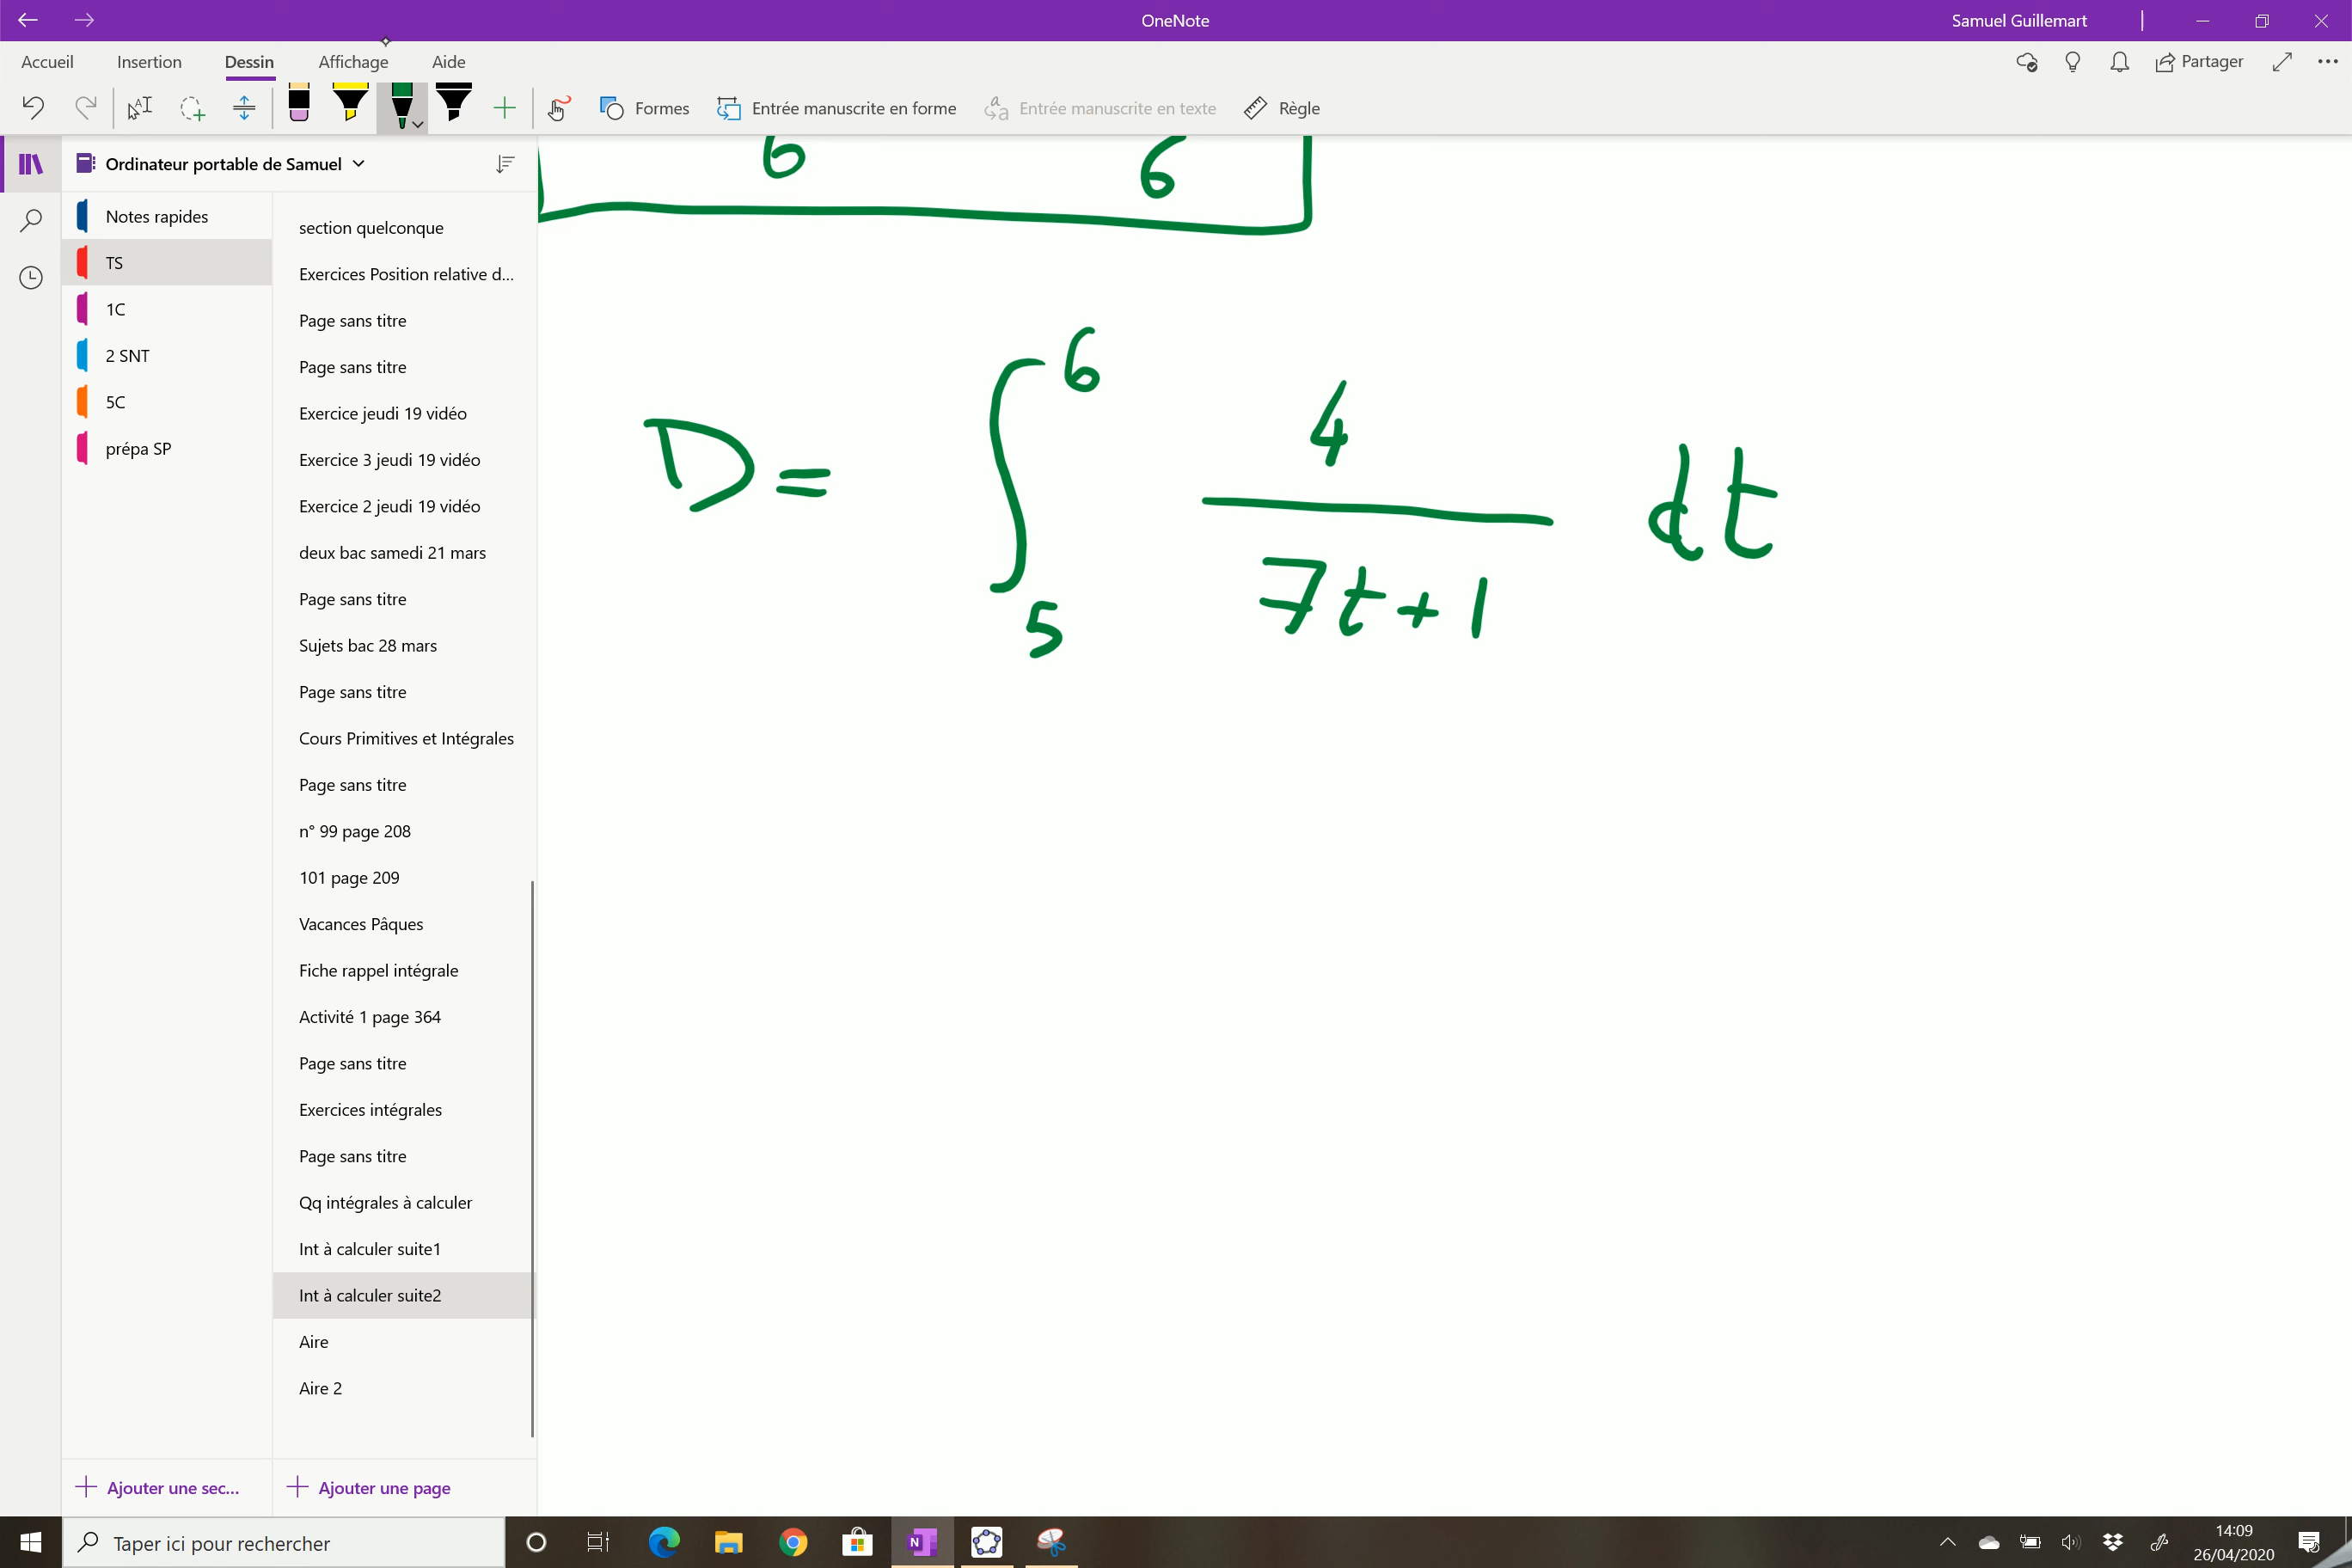 OneNote
Samuel Guillemart
Accueil Insertion Dessin Affichage Aide
Partager
Formes Entrée manuscrite en forme Entrée manuscrite en texte Règle
Ordinateur portable de Samuel
Notes rapides
TS
1C
2 SNT
5C
prépa SP
section quelconque
Exercices Position relative d...
Page sans titre
Page sans titre
Exercice jeudi 19 vidéo
Exercice 3 jeudi 19 vidéo
Exercice 2 jeudi 19 vidéo
deux bac samedi 21 mars
Page sans titre
Sujets bac 28 mars
Page sans titre
Cours Primitives et Intégrales
Page sans titre
n° 99 page 208
101 page 209
Vacances Pâques
Fiche rappel intégrale
Activité 1 page 364
Page sans titre
Exercices intégrales
Page sans titre
Qq intégrales à calculer
Int à calculer suite1
Int à calculer suite2
Aire
Aire 2
Ajouter une sec...
Ajouter une page
6 6
D = ∫₅⁶ 4/(7t+1) dt
Taper ici pour rechercher
14:09
26/04/2020